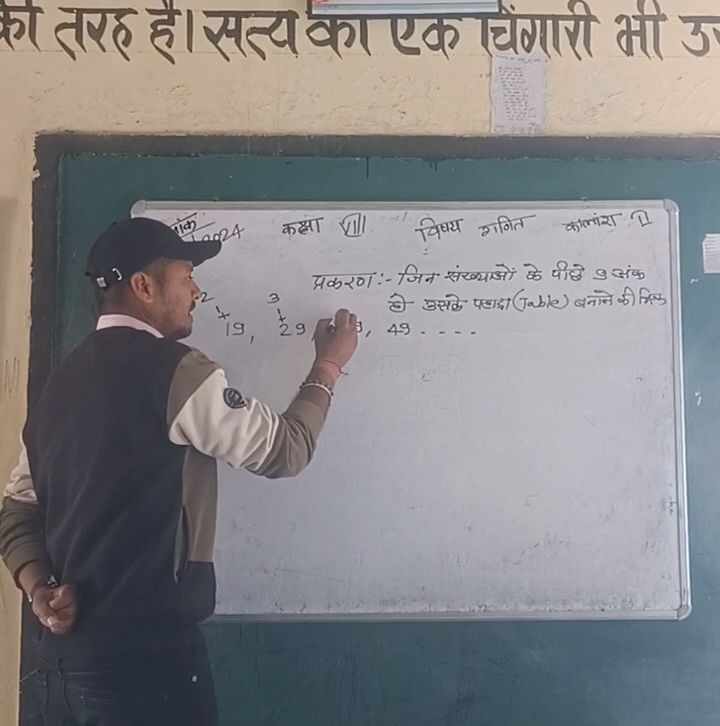 की तरह है। सत्य का एक चिंगारी भी
2024 कक्षा VIII विषय गणित कालांश II
प्रकरण :- जिन संख्याओं के पीछे 9 अंक
हो उसके पहाड़ा (Table) बनाने की
2 3
19, 29, 49 - - - -